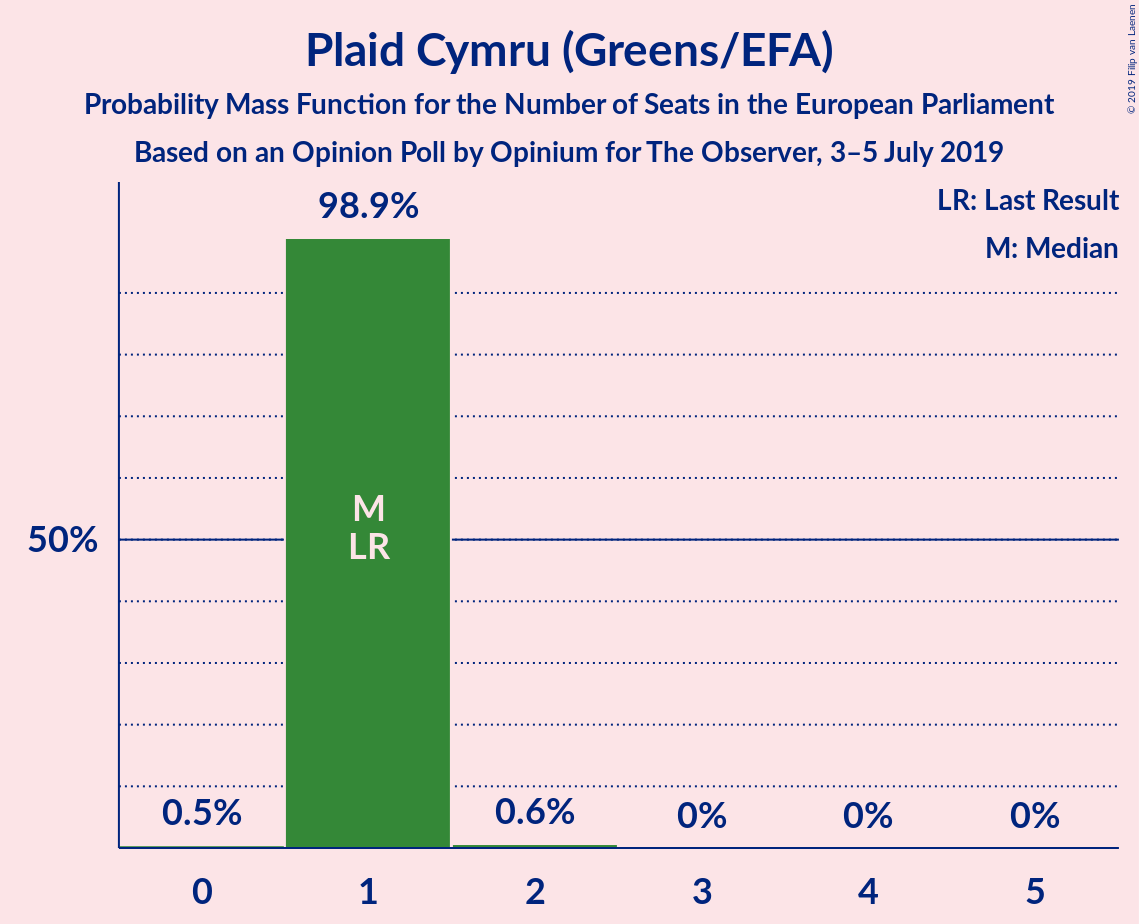 Plaid Cymru (Greens/EFA)
Probability Mass Function for the Number of Seats in the European Parliament
Based on an Opinion Poll by Opinium for The Observer, 3–5 July 2019
© 2019 Filip van Laenen
LR: Last Result
M: Median
98.9%
M
LR
50%
0.5%
0.6%
0%
0%
0%
0
1
2
3
4
5